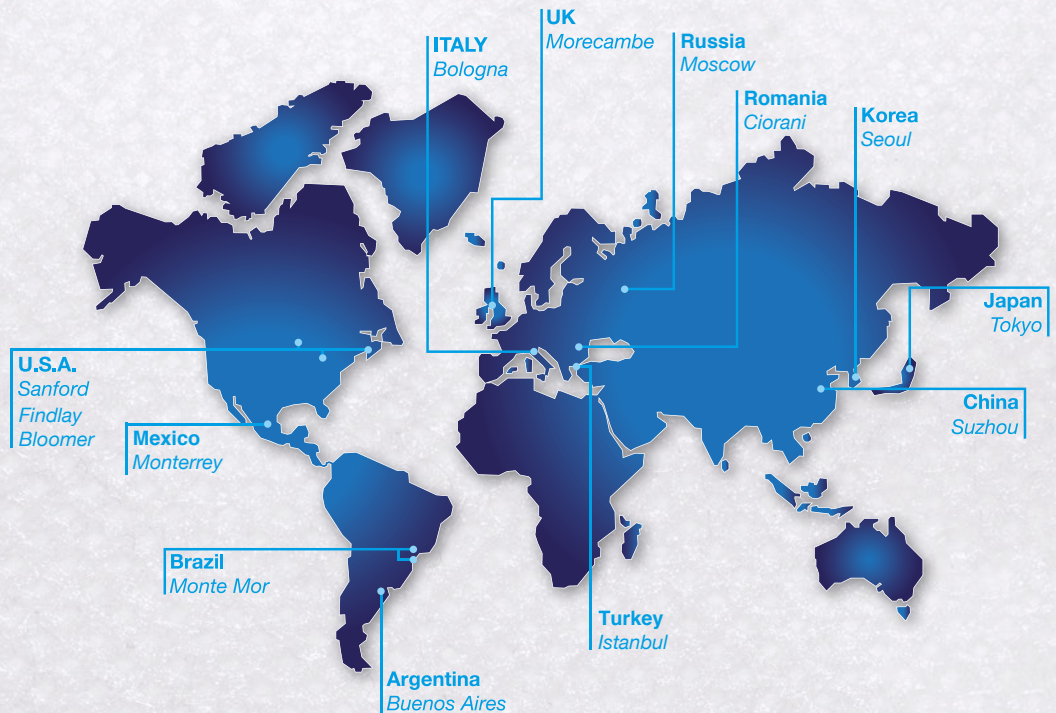 UK
Morecambe
ITALY
Bologna
Russia
Moscow
Romania
Ciorani
Korea
Seoul
Japan
Tokyo
U.S.A.
Sanford
Findlay
Bloomer
China
Suzhou
Mexico
Monterrey
Brazil
Monte Mor
Turkey
Istanbul
Argentina
Buenos Aires